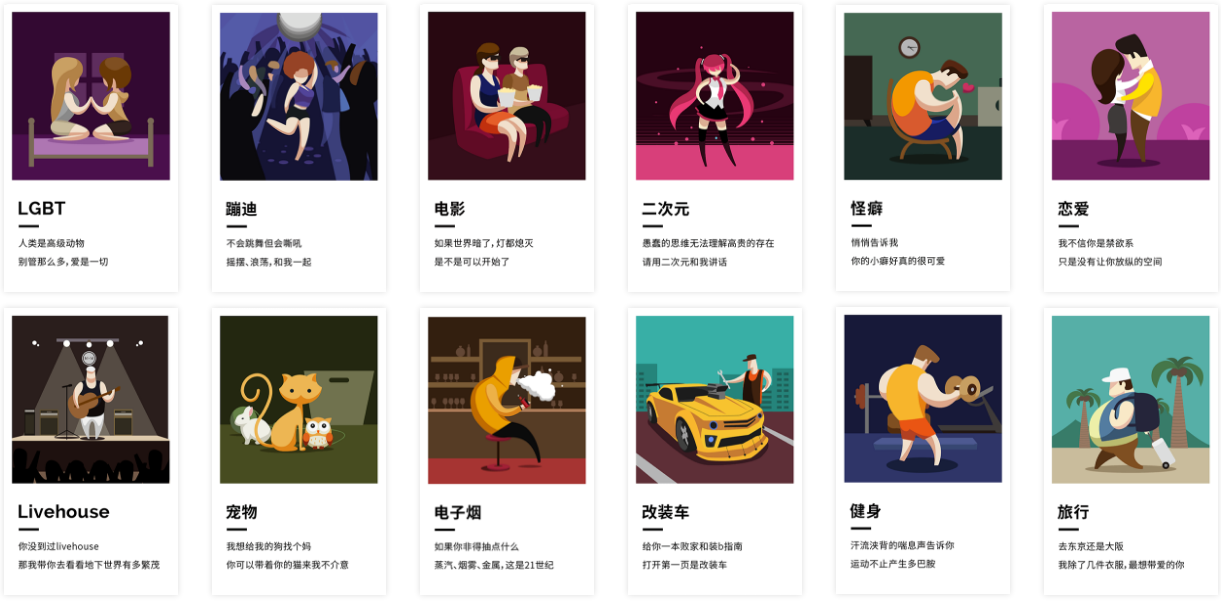 LGBT
人类是高级动物
别管那么多,爱是一切
蹦迪
不会跳舞但会嘶吼
摇摆、浪荡,和我一起
电影
如果世界暗了,灯都熄灭
是不是可以开始了
二次元
愚蠢的思维无法理解高贵的存在
请用二次元和我讲话
怪癖
悄悄告诉我
你的小癖好真的很可爱
恋爱
我不信你是禁欲系
只是没有让你放纵的空间
Livehouse
你没到过livehouse
那我带你去看看地下世界有多繁茂
宠物
我想给我的狗找个妈
你可以带着你的猫来我不介意
电子烟
如果你非得抽点什么
蒸汽、烟雾、金属,这是21世纪
改装车
给你一本败家和装b指南
打开第一页是改装车
健身
汗流浃背的喘息声告诉你
运动不止产生多巴胺
旅行
去东京还是大阪
我除了几件衣服,最想带爱的你